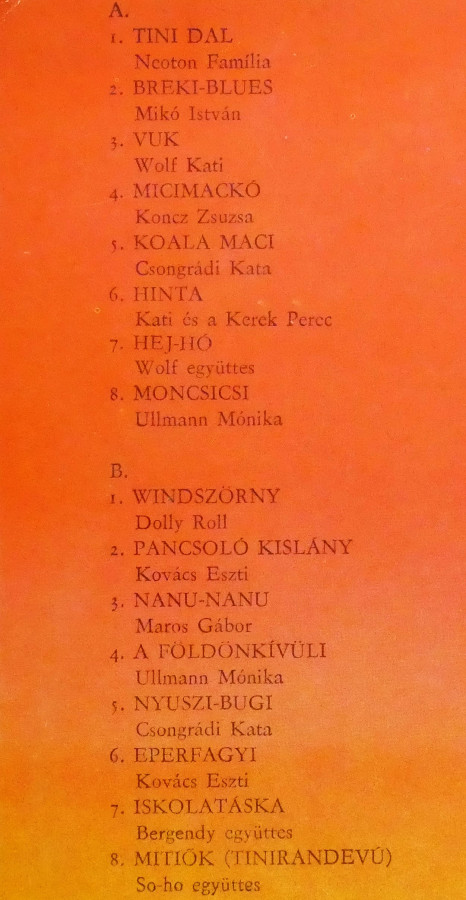 A.
1. TINI DAL
Neoton Família
2. BREKI-BLUES
Mikó István
3. VUK
Wolf Kati
4. MICIMACKÓ
Koncz Zsuzsa
5. KOALA MACI
Csongrádi Kata
6. HINTA
Kati és a Kerek Perec
7. HEJ-HÓ
Wolf együttes
8. MONCSICSI
Ullmann Mónika
B.
1. WINDSZÖRNY
Dolly Roll
2. PANCSOLÓ KISLÁNY
Kovács Eszti
3. NANU-NANU
Maros Gábor
4. A FÖLDÖNKÍVÜLI
Ullmann Mónika
5. NYUSZI-BUGI
Csongrádi Kata
6. EPERFAGYI
Kovács Eszti
7. ISKOLATÁSKA
Bergendy együttes
8. MITIŐK (TINIRANDEVÚ)
So-ho együttes